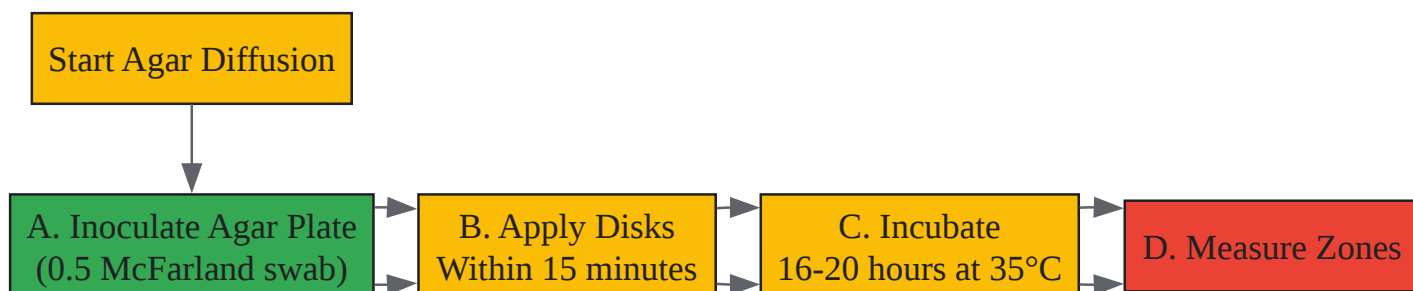 Start Agar Diffusion
A. Inoculate Agar Plate
(0.5 McFarland swab)
B. Apply Disks
Within 15 minutes
C. Incubate
16-20 hours at 35°C
D. Measure Zones